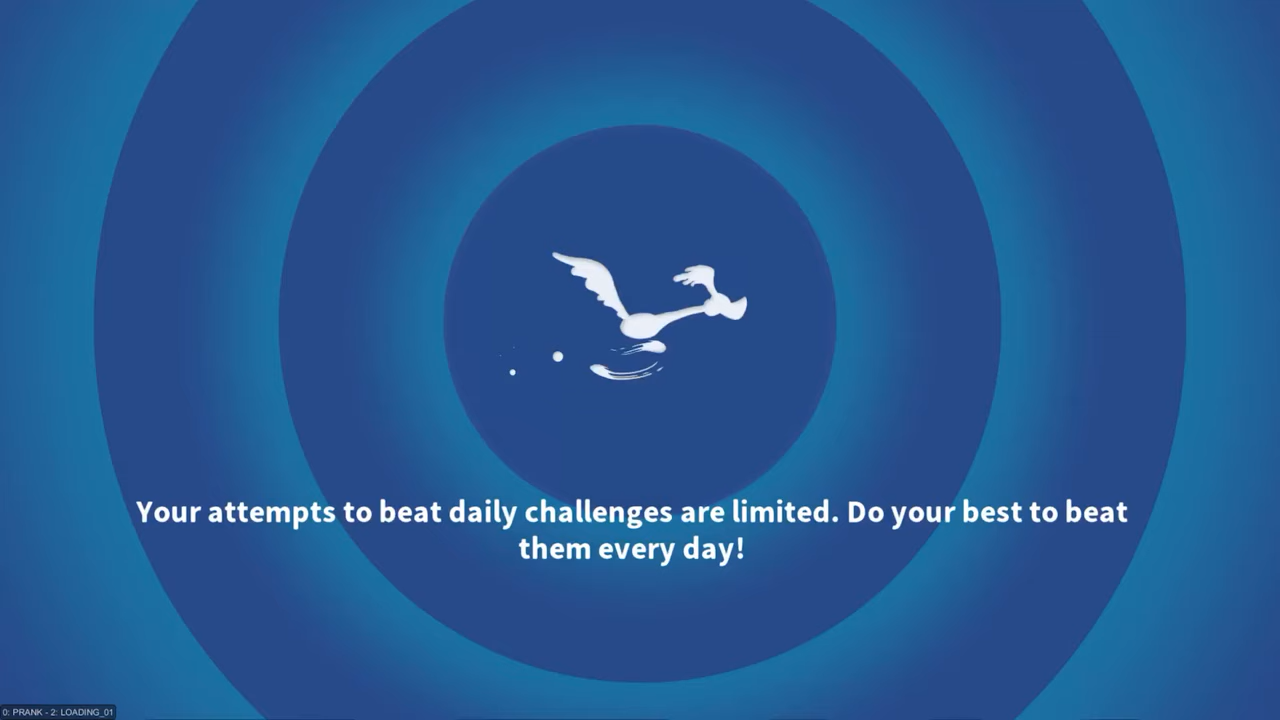 Your attempts to beat daily challenges are limited. Do your best to beat
them every day!
0: PRANK - 2: LOADING_01